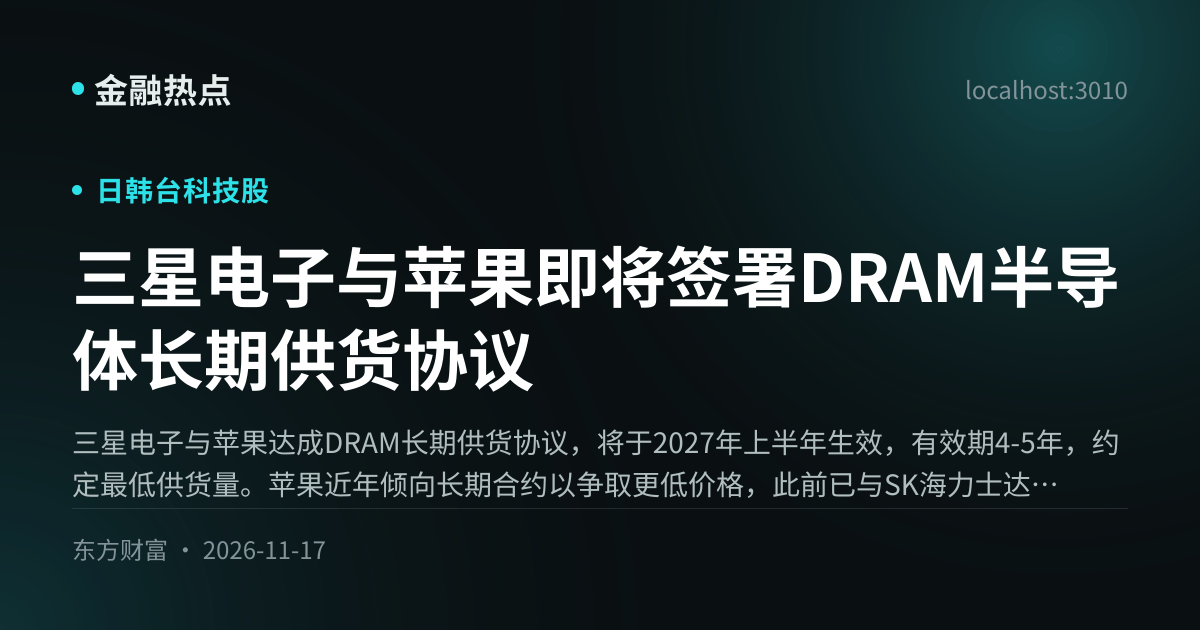 金融热点
localhost:3010
日韩台科技股
三星电子与苹果即将签署DRAM半导
体长期供货协议
三星电子与苹果达成DRAM长期供货协议，将于2027年上半年生效，有效期4-5年，约
定最低供货量。苹果近年倾向长期合约以争取更低价格，此前已与SK海力士达…
东方财富 • 2026-11-17